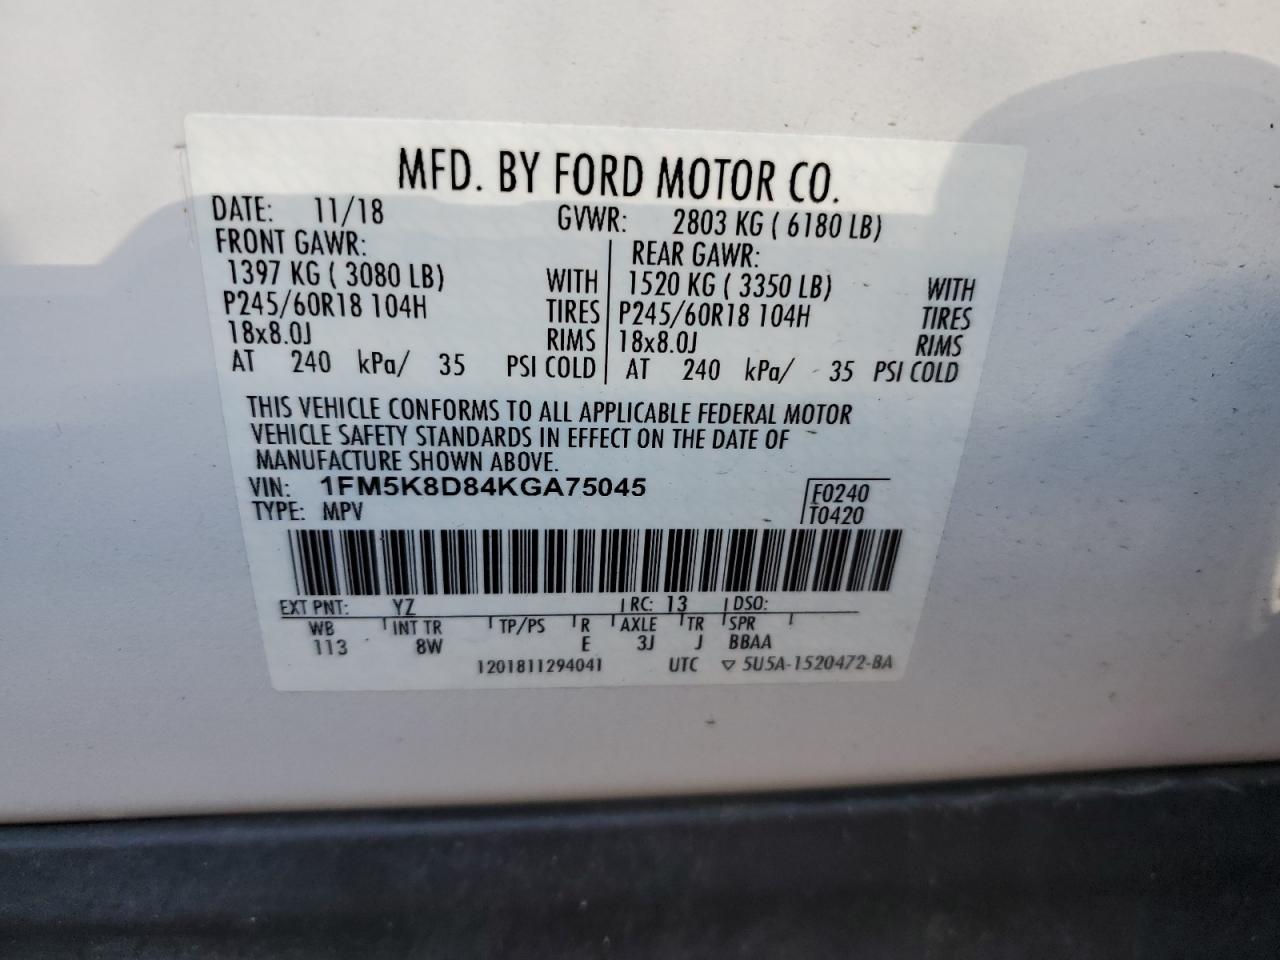 MFD. BY FORD MOTOR CO.
DATE: 11/18 GVWR: 2803 KG ( 6180 LB)
FRONT GAWR: REAR GAWR:
1397 KG ( 3080 LB) WITH 1520 KG ( 3350 LB) WITH
P245/60R18 104H TIRES P245/60R18 104H TIRES
18x8.0J RIMS 18x8.0J RIMS
AT 240 kPa/ 35 PSI COLD AT 240 kPa/ 35 PSI COLD
THIS VEHICLE CONFORMS TO ALL APPLICABLE FEDERAL MOTOR
VEHICLE SAFETY STANDARDS IN EFFECT ON THE DATE OF
MANUFACTURE SHOWN ABOVE.
VIN: 1FM5K8D84KGA75045 F0240
TYPE: MPV T0420
EXT PNT: YZ RC: 13 DSO:
WB INT TR TP/PS R AXLE TR SPR
113 8W E 3J J BBAA
1201811294041 UTC ▽ 5U5A-1520472-BA